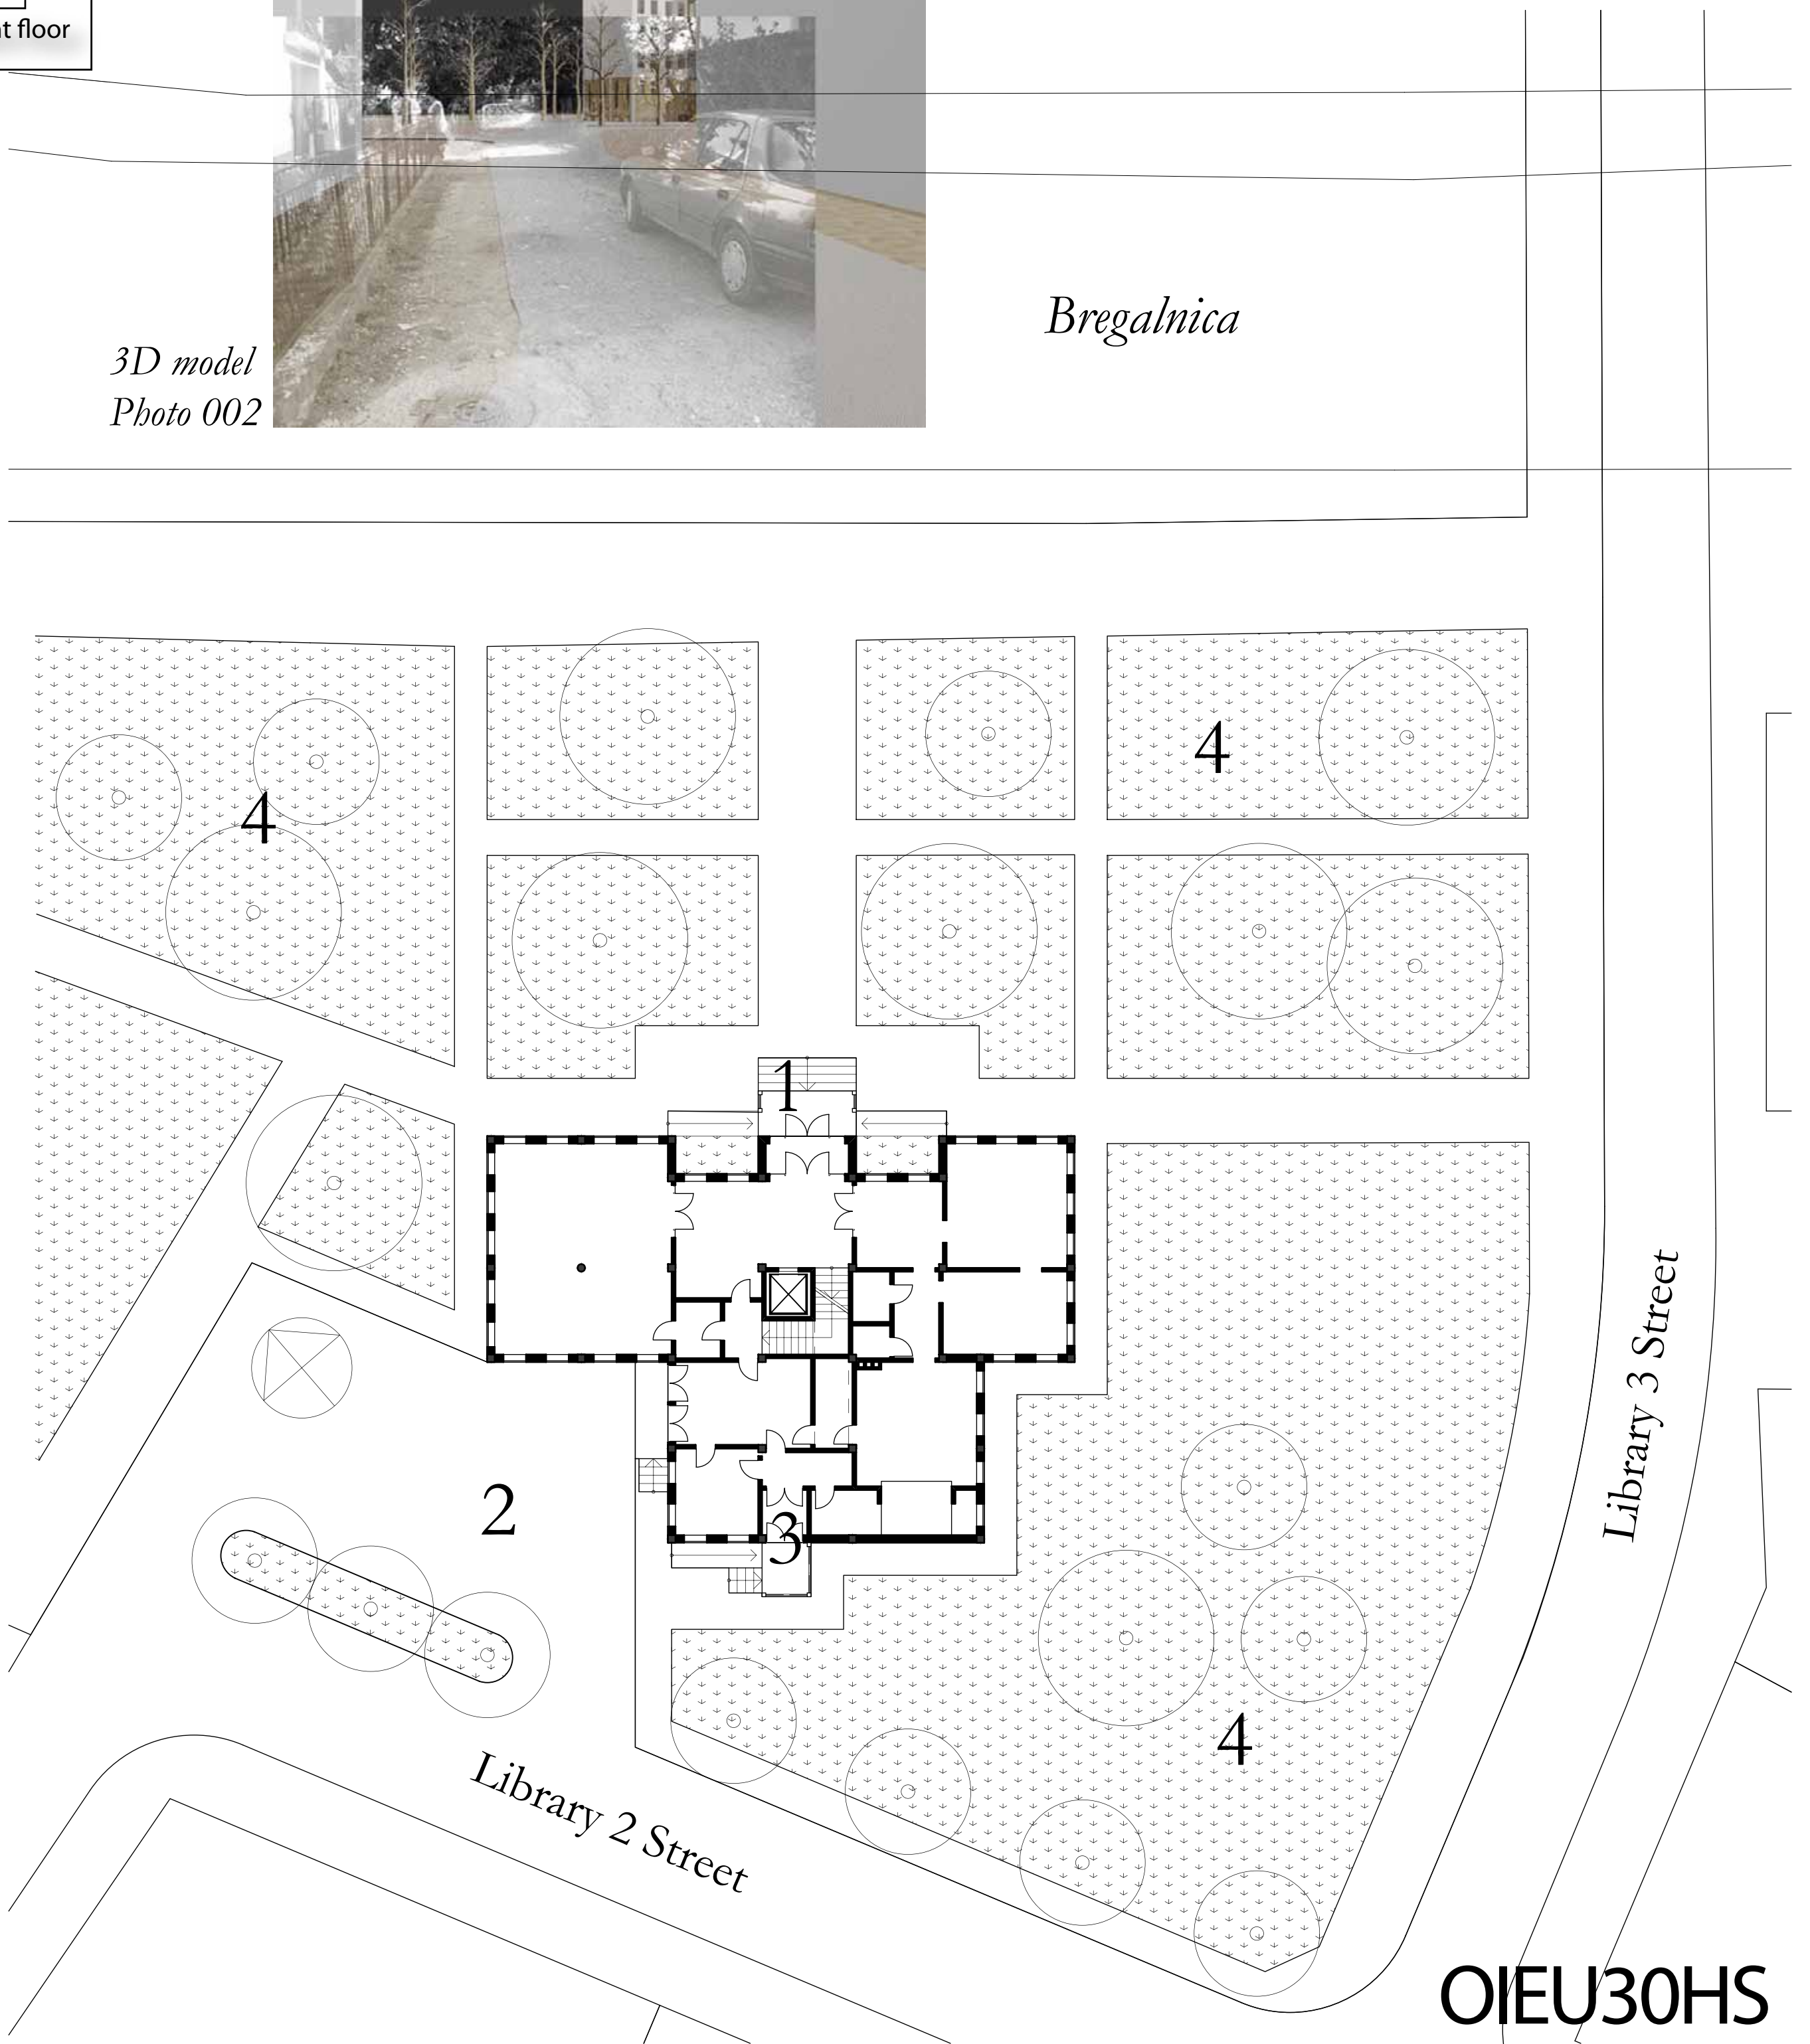 floor
3D model
Photo 002
Bregalnica
4
4
1
2
3
4
Library 3 Street
Library 2 Street
OIEU30HS